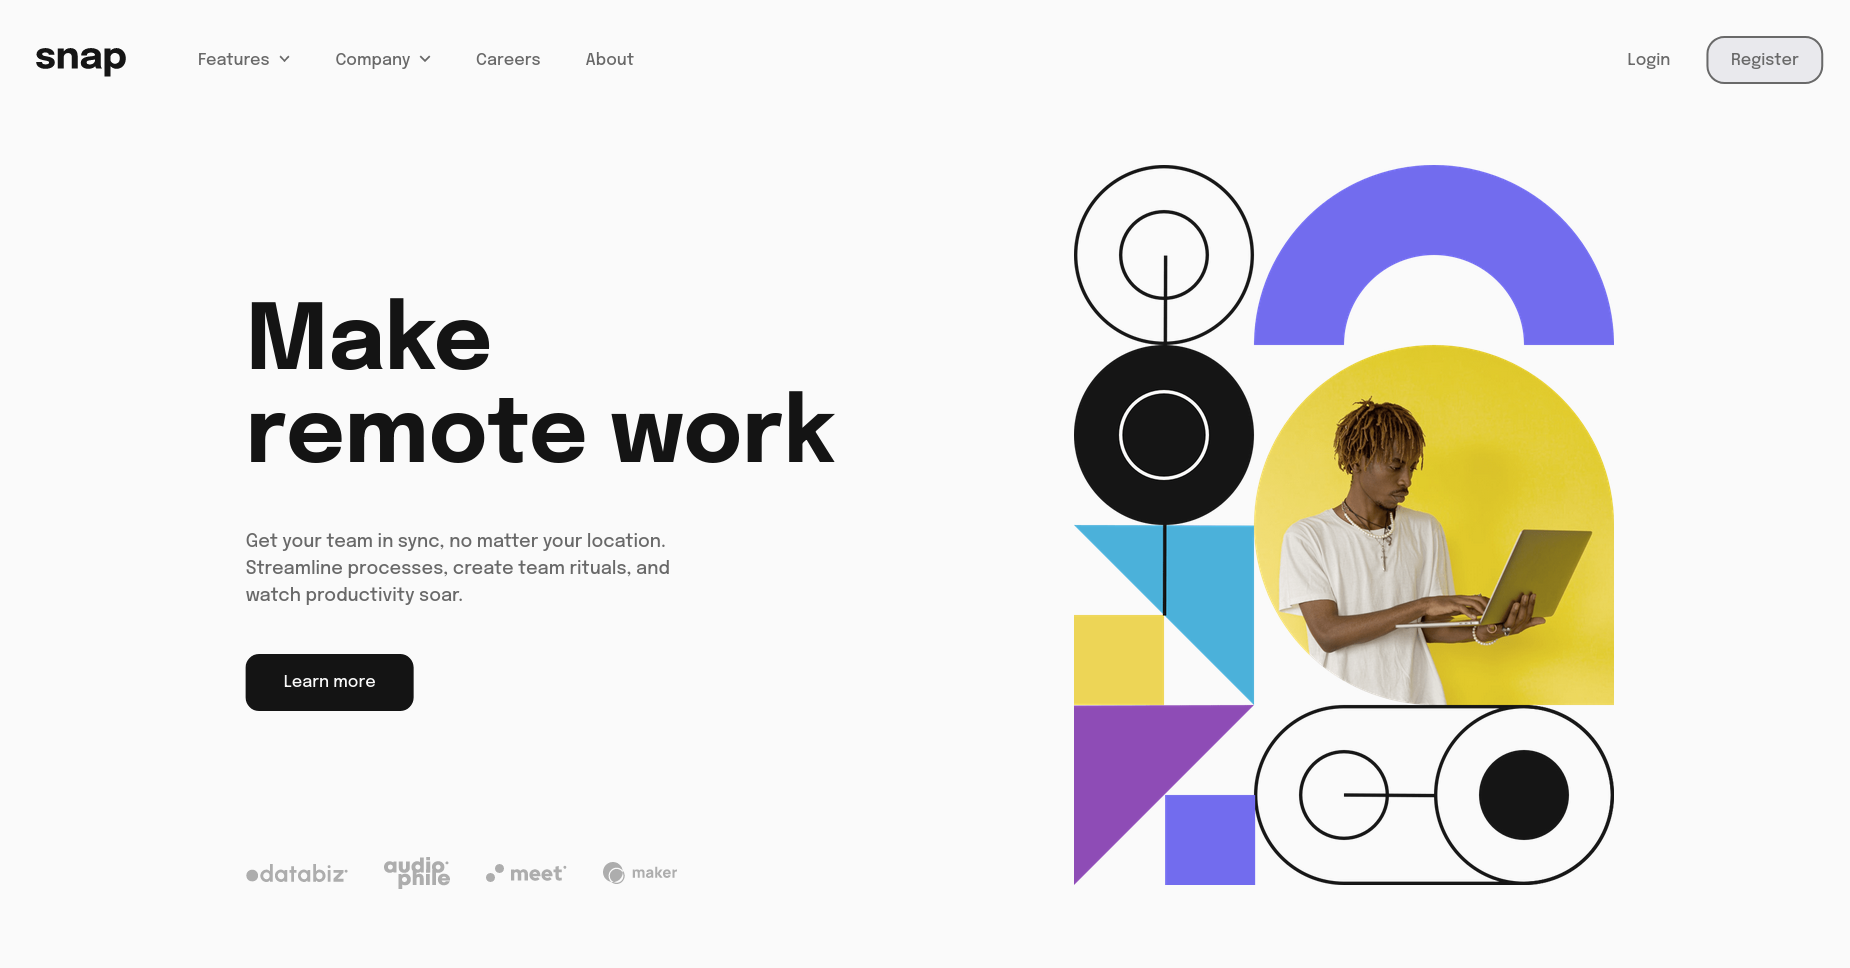 snap
Features
Company
Careers
About
Login
Register
Make
remote work
Get your team in sync, no matter your location.
Streamline processes, create team rituals, and
watch productivity soar.
Learn more
databiz
audio
phile
meet
maker